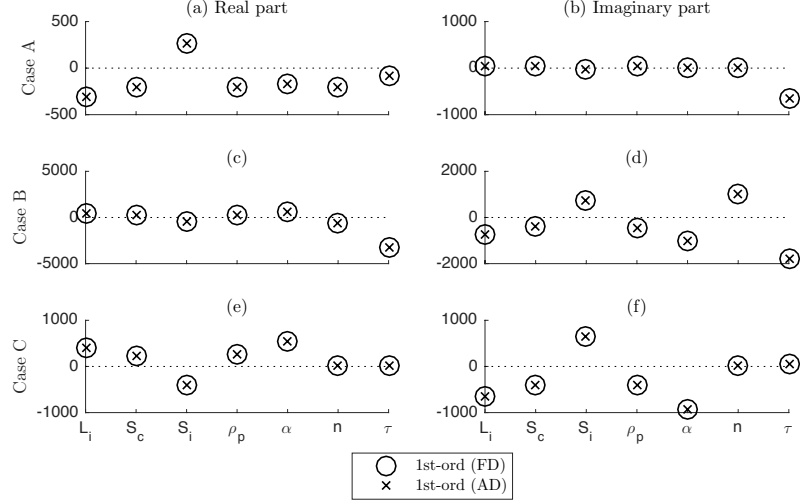 (a) Real part
(b) Imaginary part
Case A
500
0
-500
1000
0
-1000
(c)
(d)
Case B
5000
0
-5000
2000
0
-2000
(e)
(f)
Case C
1000
0
-1000
1000
0
-1000
L_i S_c S_i ρ_p α n τ
L_i S_c S_i ρ_p α n τ
1st-ord (FD)
1st-ord (AD)